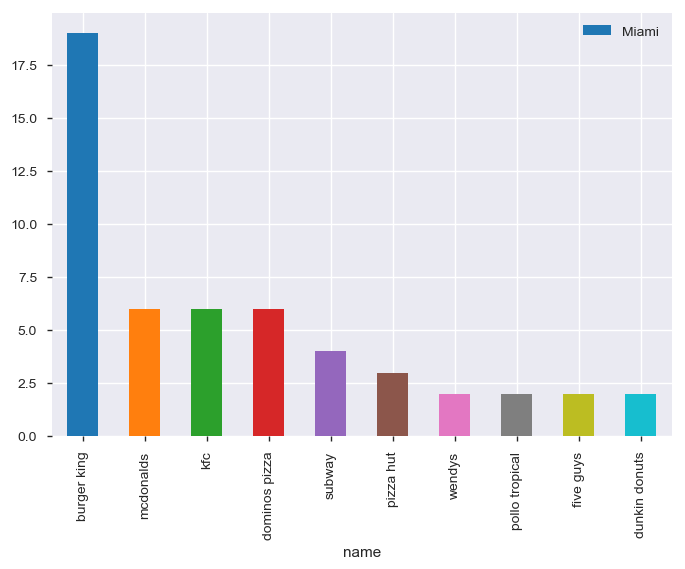 Miami
17.5
15.0
12.5
10.0
7.5
5.0
2.5
0.0
burger king
mcdonalds
kfc
dominos pizza
subway
pizza hut
wendys
pollo tropical
five guys
dunkin donuts
name